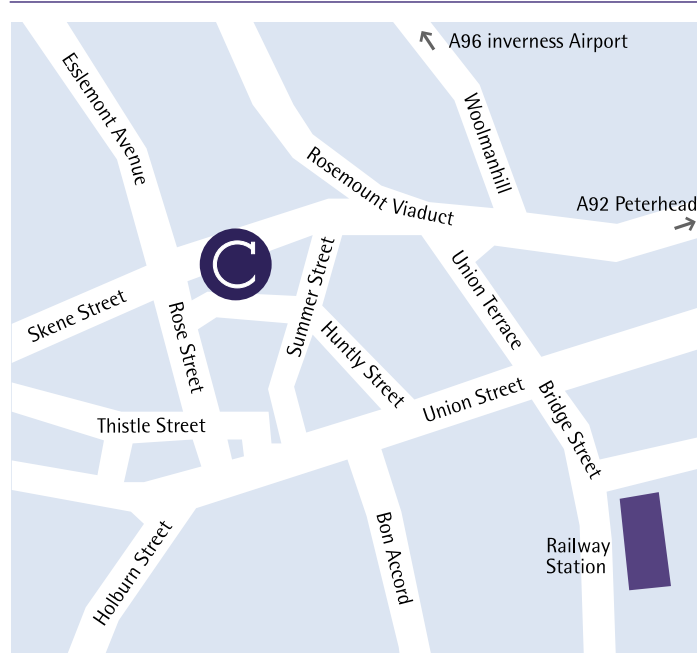 A96 inverness Airport
Esslemont Avenue
Woolmanhill
Rosemount Viaduct
A92 Peterhead
C
Skene Street
Rose Street
Summer Street
Union Terrace
Huntly Street
Union Street
Bridge Street
Thistle Street
Holburn Street
Bon Accord
Railway
Station